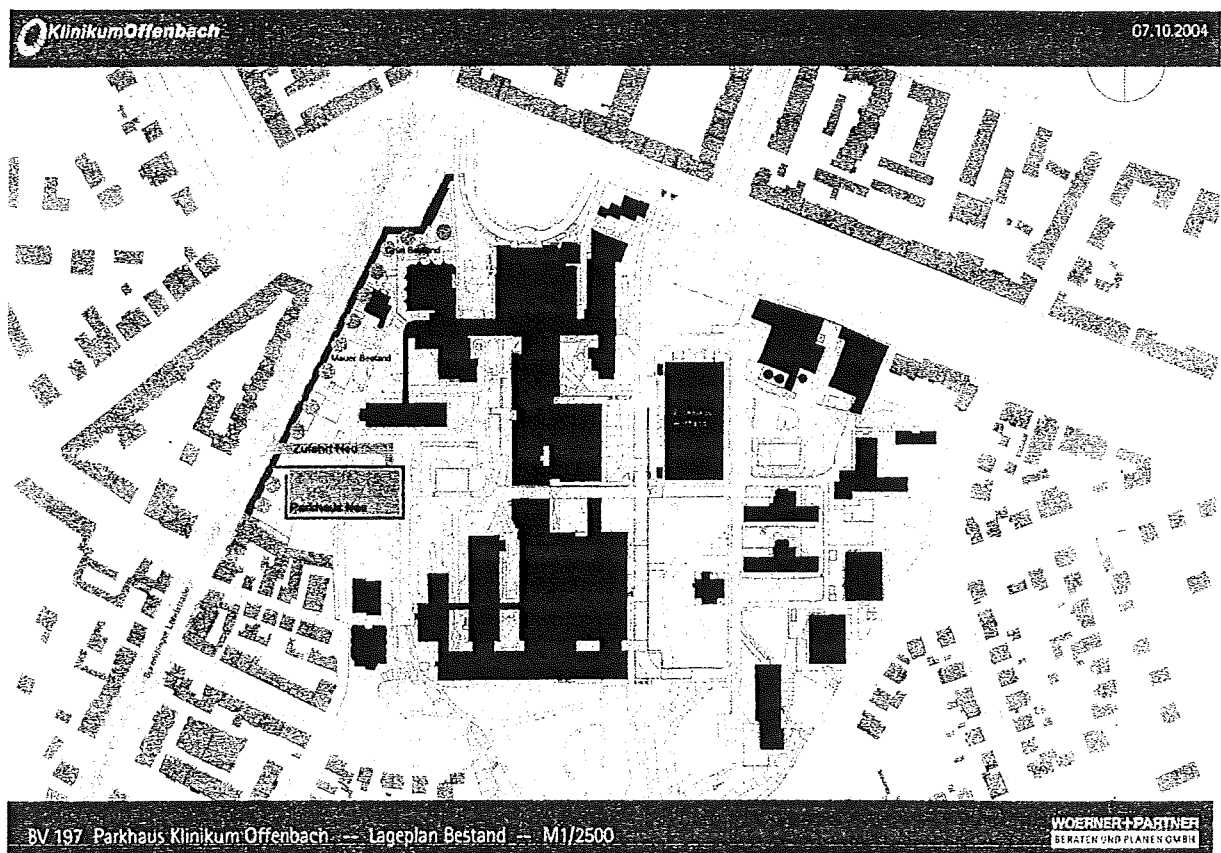 KlinikumOffenbach
07.10.2004
Grün Bestand
Mauer Bestand
Zufahrt Neu
Parkhaus Neu
BV 197 Parkhaus Klinikum Offenbach -- Lageplan Bestand -- M1/2500
WOERNER+PARTNER
BERATEN UND PLANEN GMBH